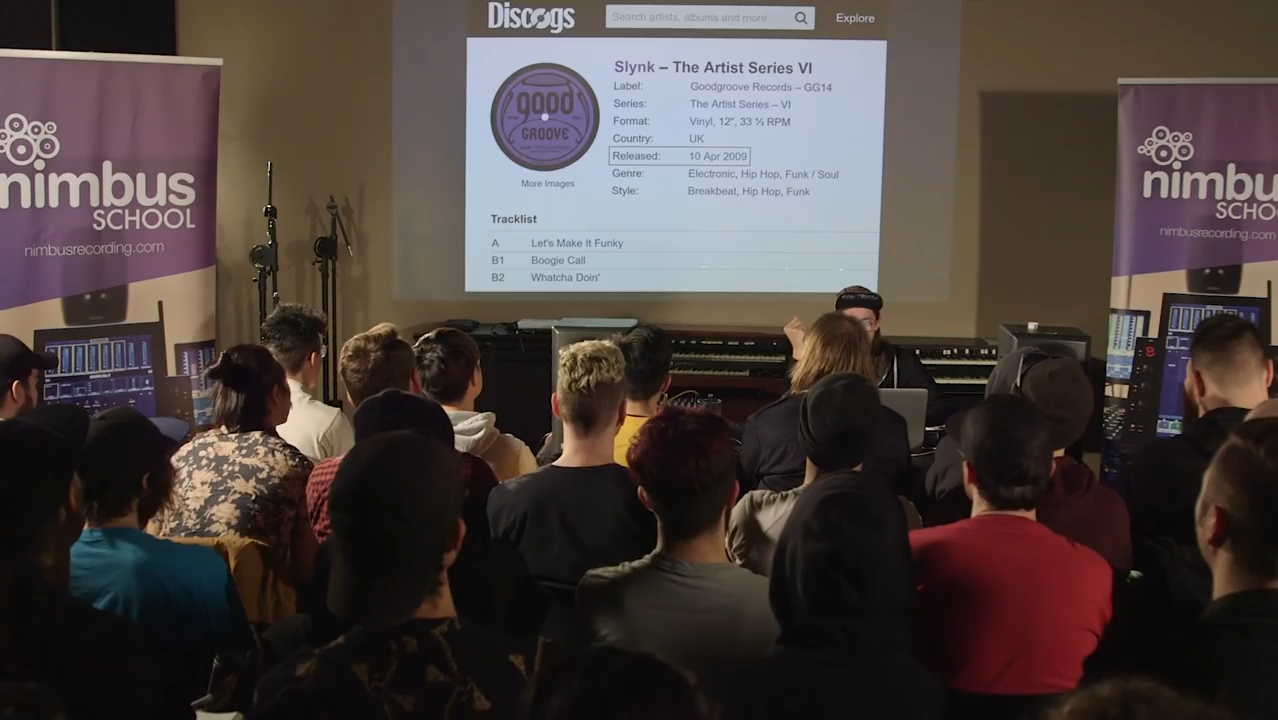 Discogs
Search artists, albums and more
Explore
Slynk – The Artist Series VI
Label: Goodgroove Records – GG14
Series: The Artist Series – VI
Format: Vinyl, 12", 33 ⅓ RPM
Country: UK
Released: 10 Apr 2009
Genre: Electronic, Hip Hop, Funk / Soul
Style: Breakbeat, Hip Hop, Funk
good
GROOVE
More Images
Tracklist
A Let's Make It Funky
B1 Boogie Call
B2 Whatcha Doin'
nimbus
SCHOOL
nimbusrecording.com
nimbu
SCHO
nimbusrecording.com